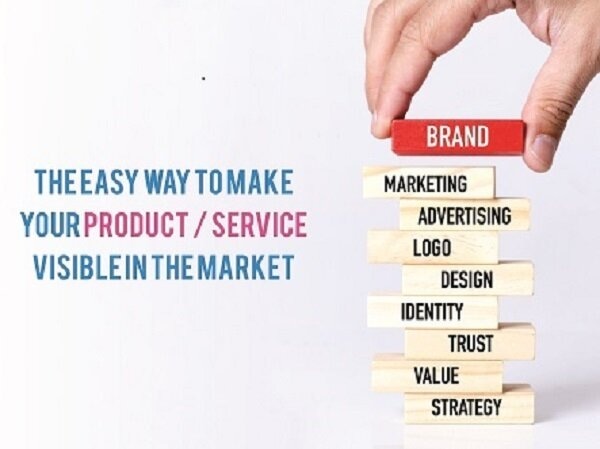 THE EASY WAY TO MAKE
YOUR PRODUCT / SERVICE
VISIBLE IN THE MARKET
BRAND
MARKETING
ADVERTISING
LOGO
DESIGN
IDENTITY
TRUST
VALUE
STRATEGY